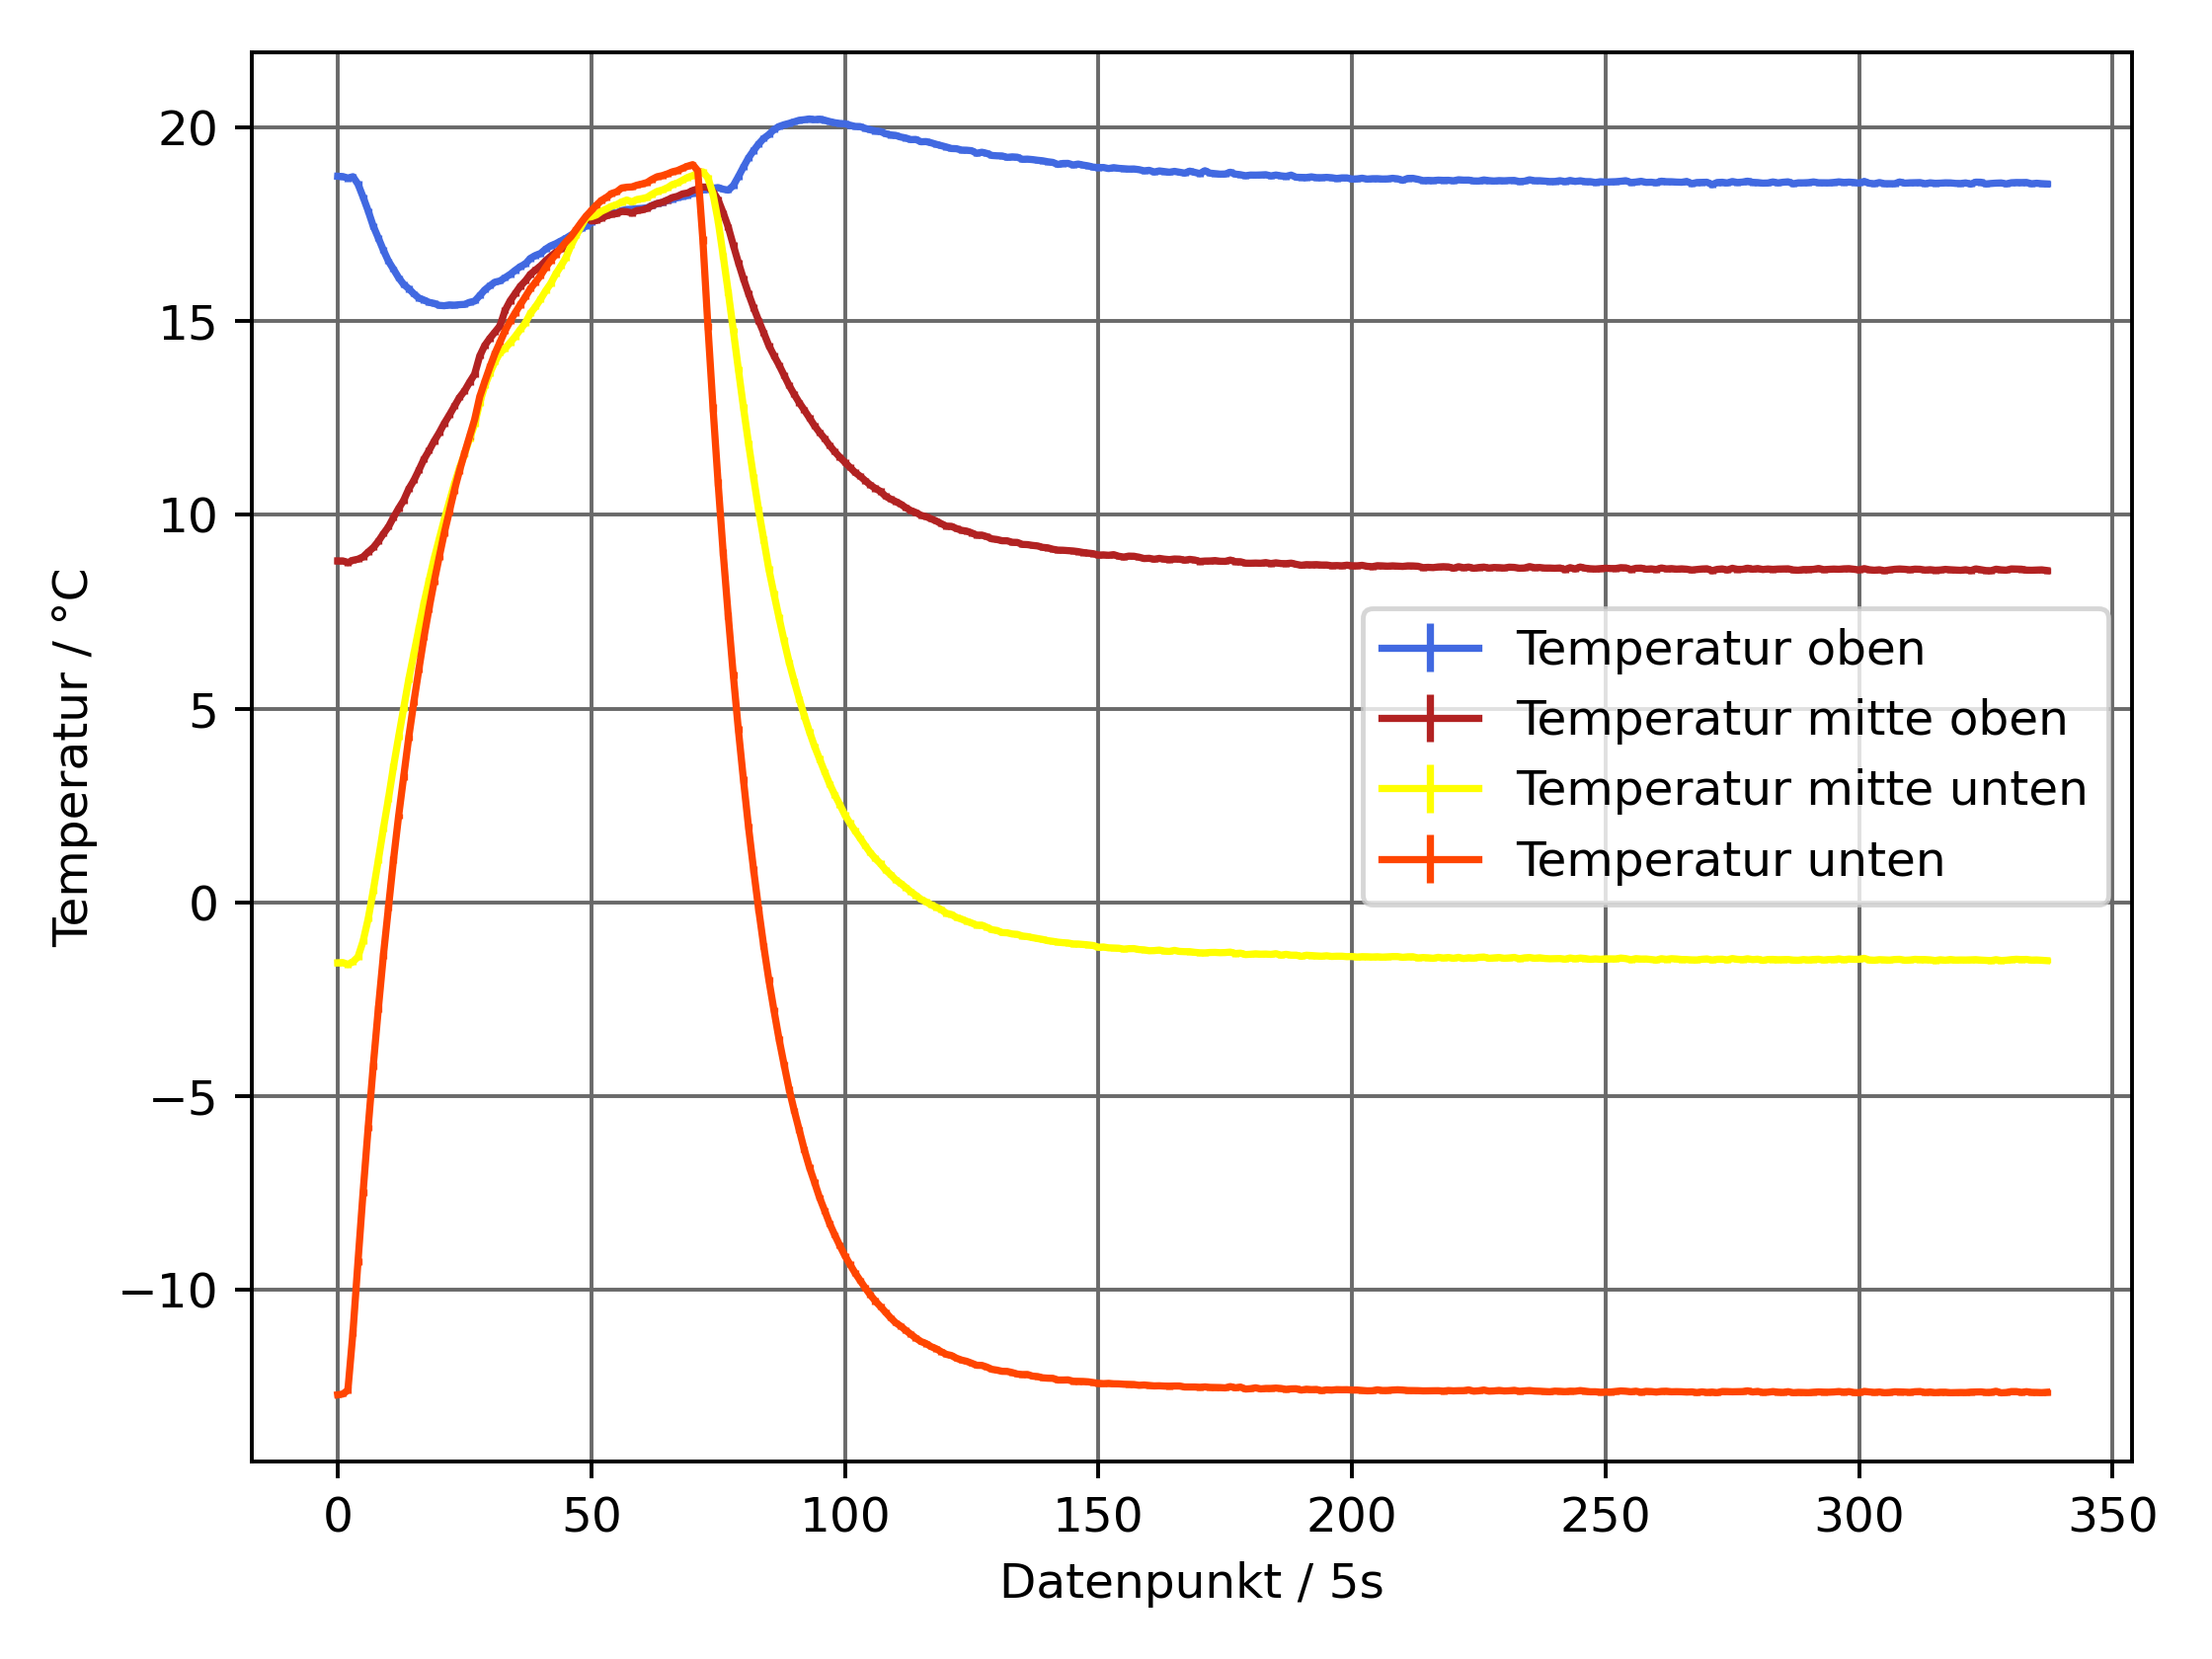 20
15
10
5
0
−5
−10
Temperatur / °C
Temperatur oben
Temperatur mitte oben
Temperatur mitte unten
Temperatur unten
0 50 100 150 200 250 300 350
Datenpunkt / 5s